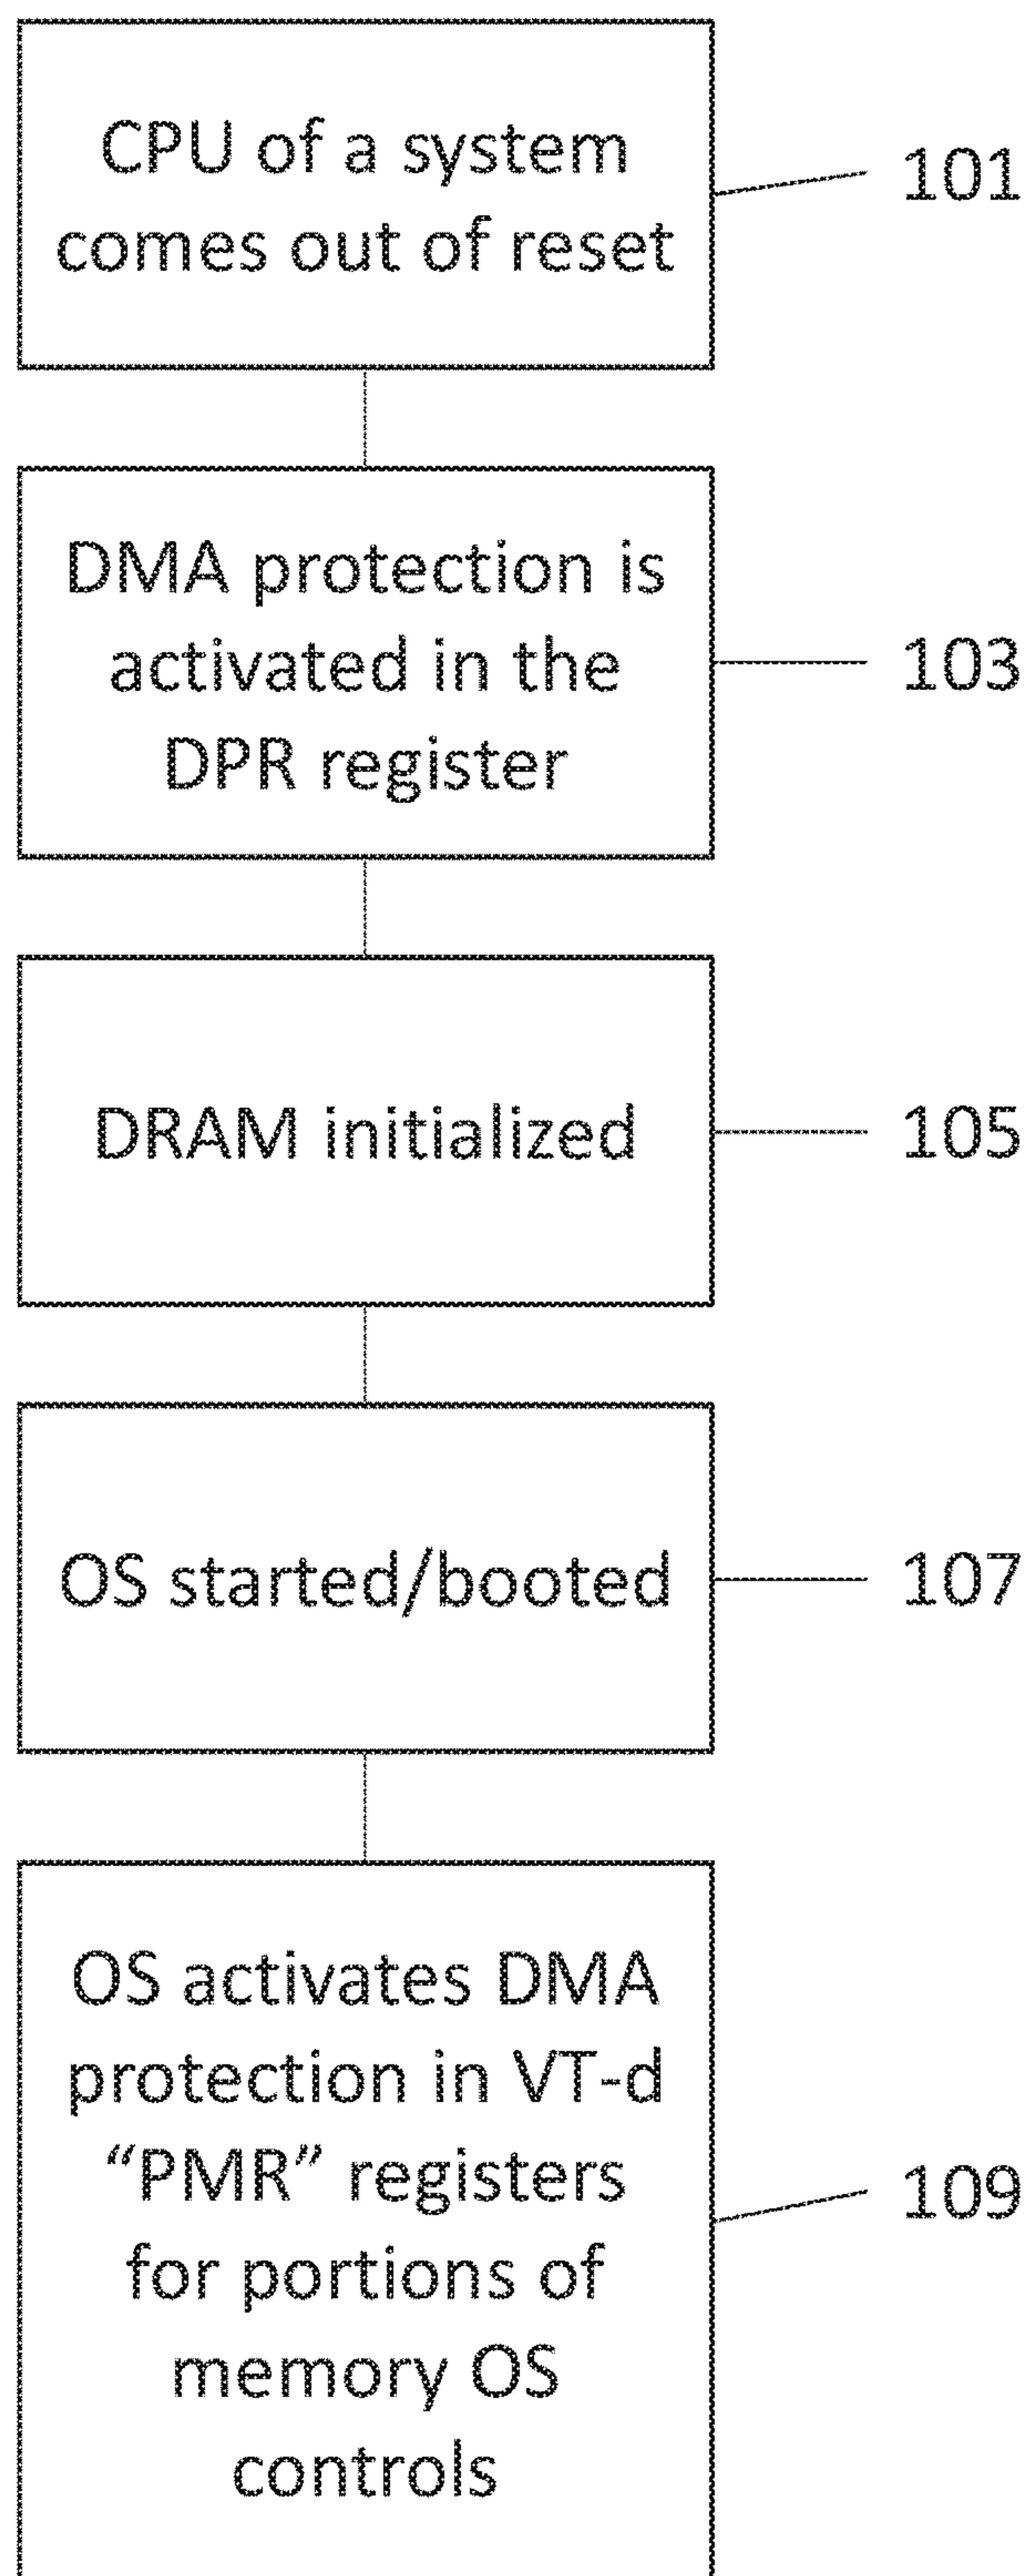 CPU of a system
comes out of reset
101
DMA protection is
activated in the
DPR register
103
DRAM initialized
105
OS started/booted
107
OS activates DMA
protection in VT-d
“PMR” registers
for portions of
memory OS
controls
109